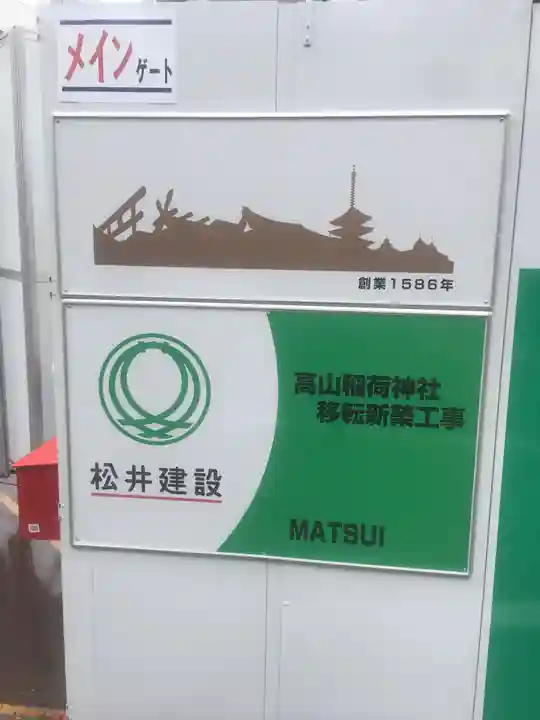 メイン ゲート
創業1586年
高山稲荷神社
移転新築工事
松井建設
MATSUI